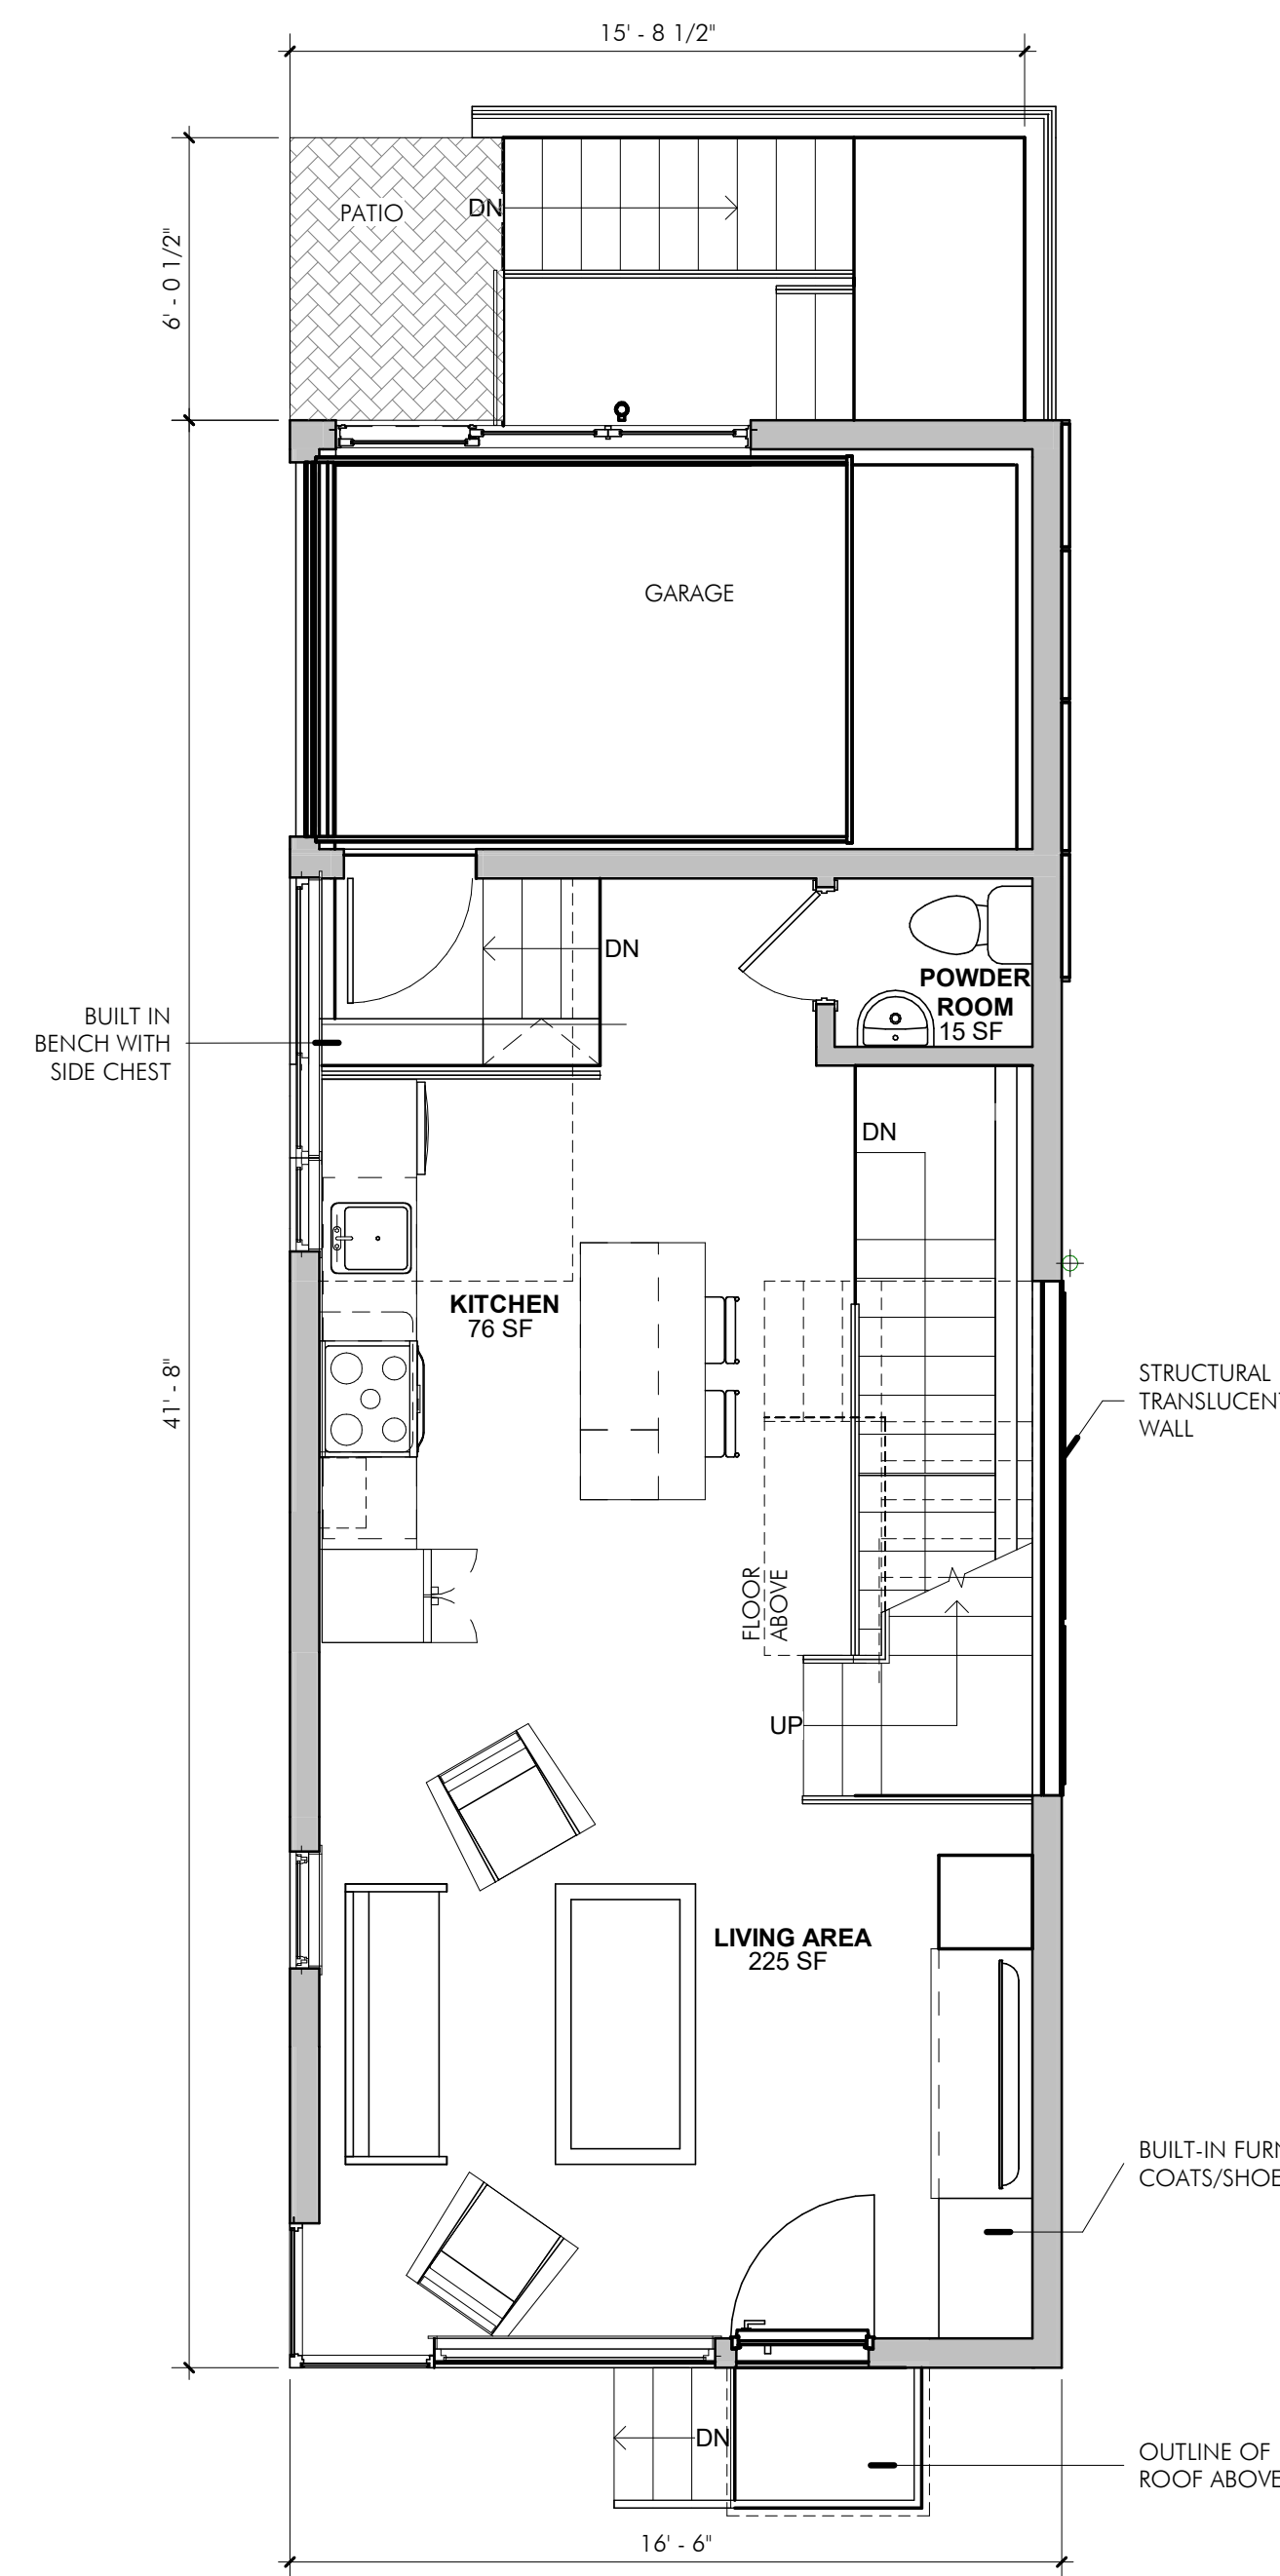 15' - 8 1/2"
PATIO
DN
6' - 0 1/2"
GARAGE
DN
POWDER
ROOM
15 SF
BUILT IN
BENCH WITH
SIDE CHEST
DN
KITCHEN
76 SF
41' - 8"
STRUCTURAL
TRANSLUCENT
WALL
FLOOR
ABOVE
UP
LIVING AREA
225 SF
BUILT-IN
COATS/SHOE
DN
OUTLINE OF
ROOF ABOVE
16' - 6"